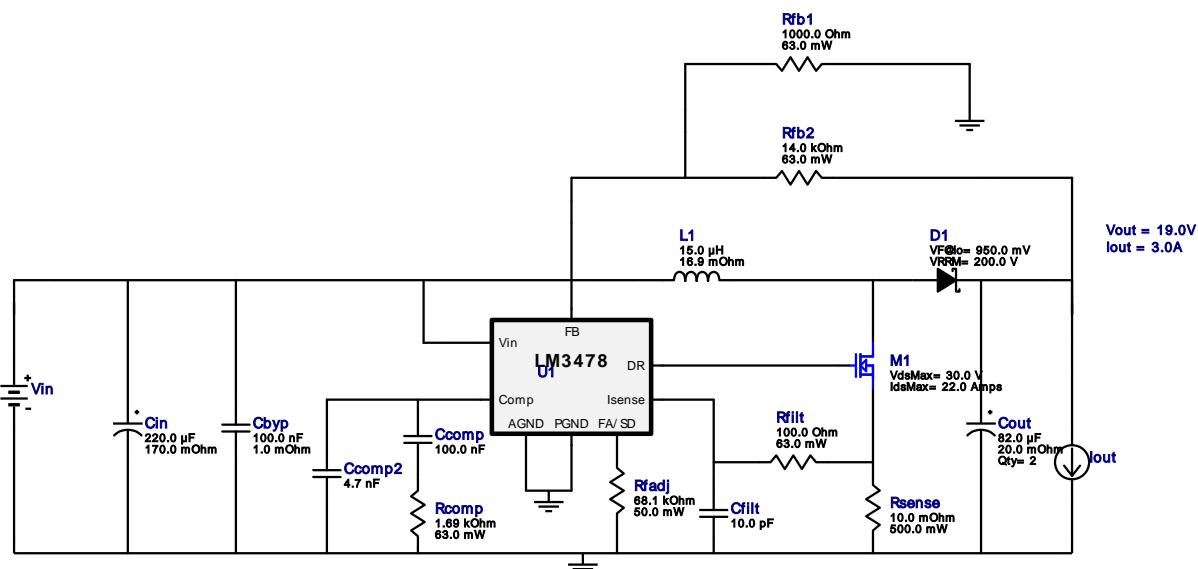 Rfb1
1000.0 Ohm
63.0 mW
Rfb2
14.0 kOhm
63.0 mW
Vout = 19.0V
Iout = 3.0A
L1
15.0 µH
16.9 mOhm
D1
VF@Io= 950.0 mV
VRRM= 200.0 V
FB
Vin
LM3478
U1
DR
Comp
Isense
AGND PGND FA/SD
M1
VdsMax= 30.0 V
IdsMax= 22.0 Amps
+
Vin
-
Cin
220.0 µF
170.0 mOhm
Cbyp
100.0 nF
1.0 mOhm
Ccomp
100.0 nF
Ccomp2
4.7 nF
Rcomp
1.69 kOhm
63.0 mW
Rfadj
68.1 kOhm
50.0 mW
Rfilt
100.0 Ohm
63.0 mW
Cfilt
10.0 pF
Rsense
10.0 mOhm
500.0 mW
Cout
82.0 µF
20.0 mOhm
Qty= 2
Iout